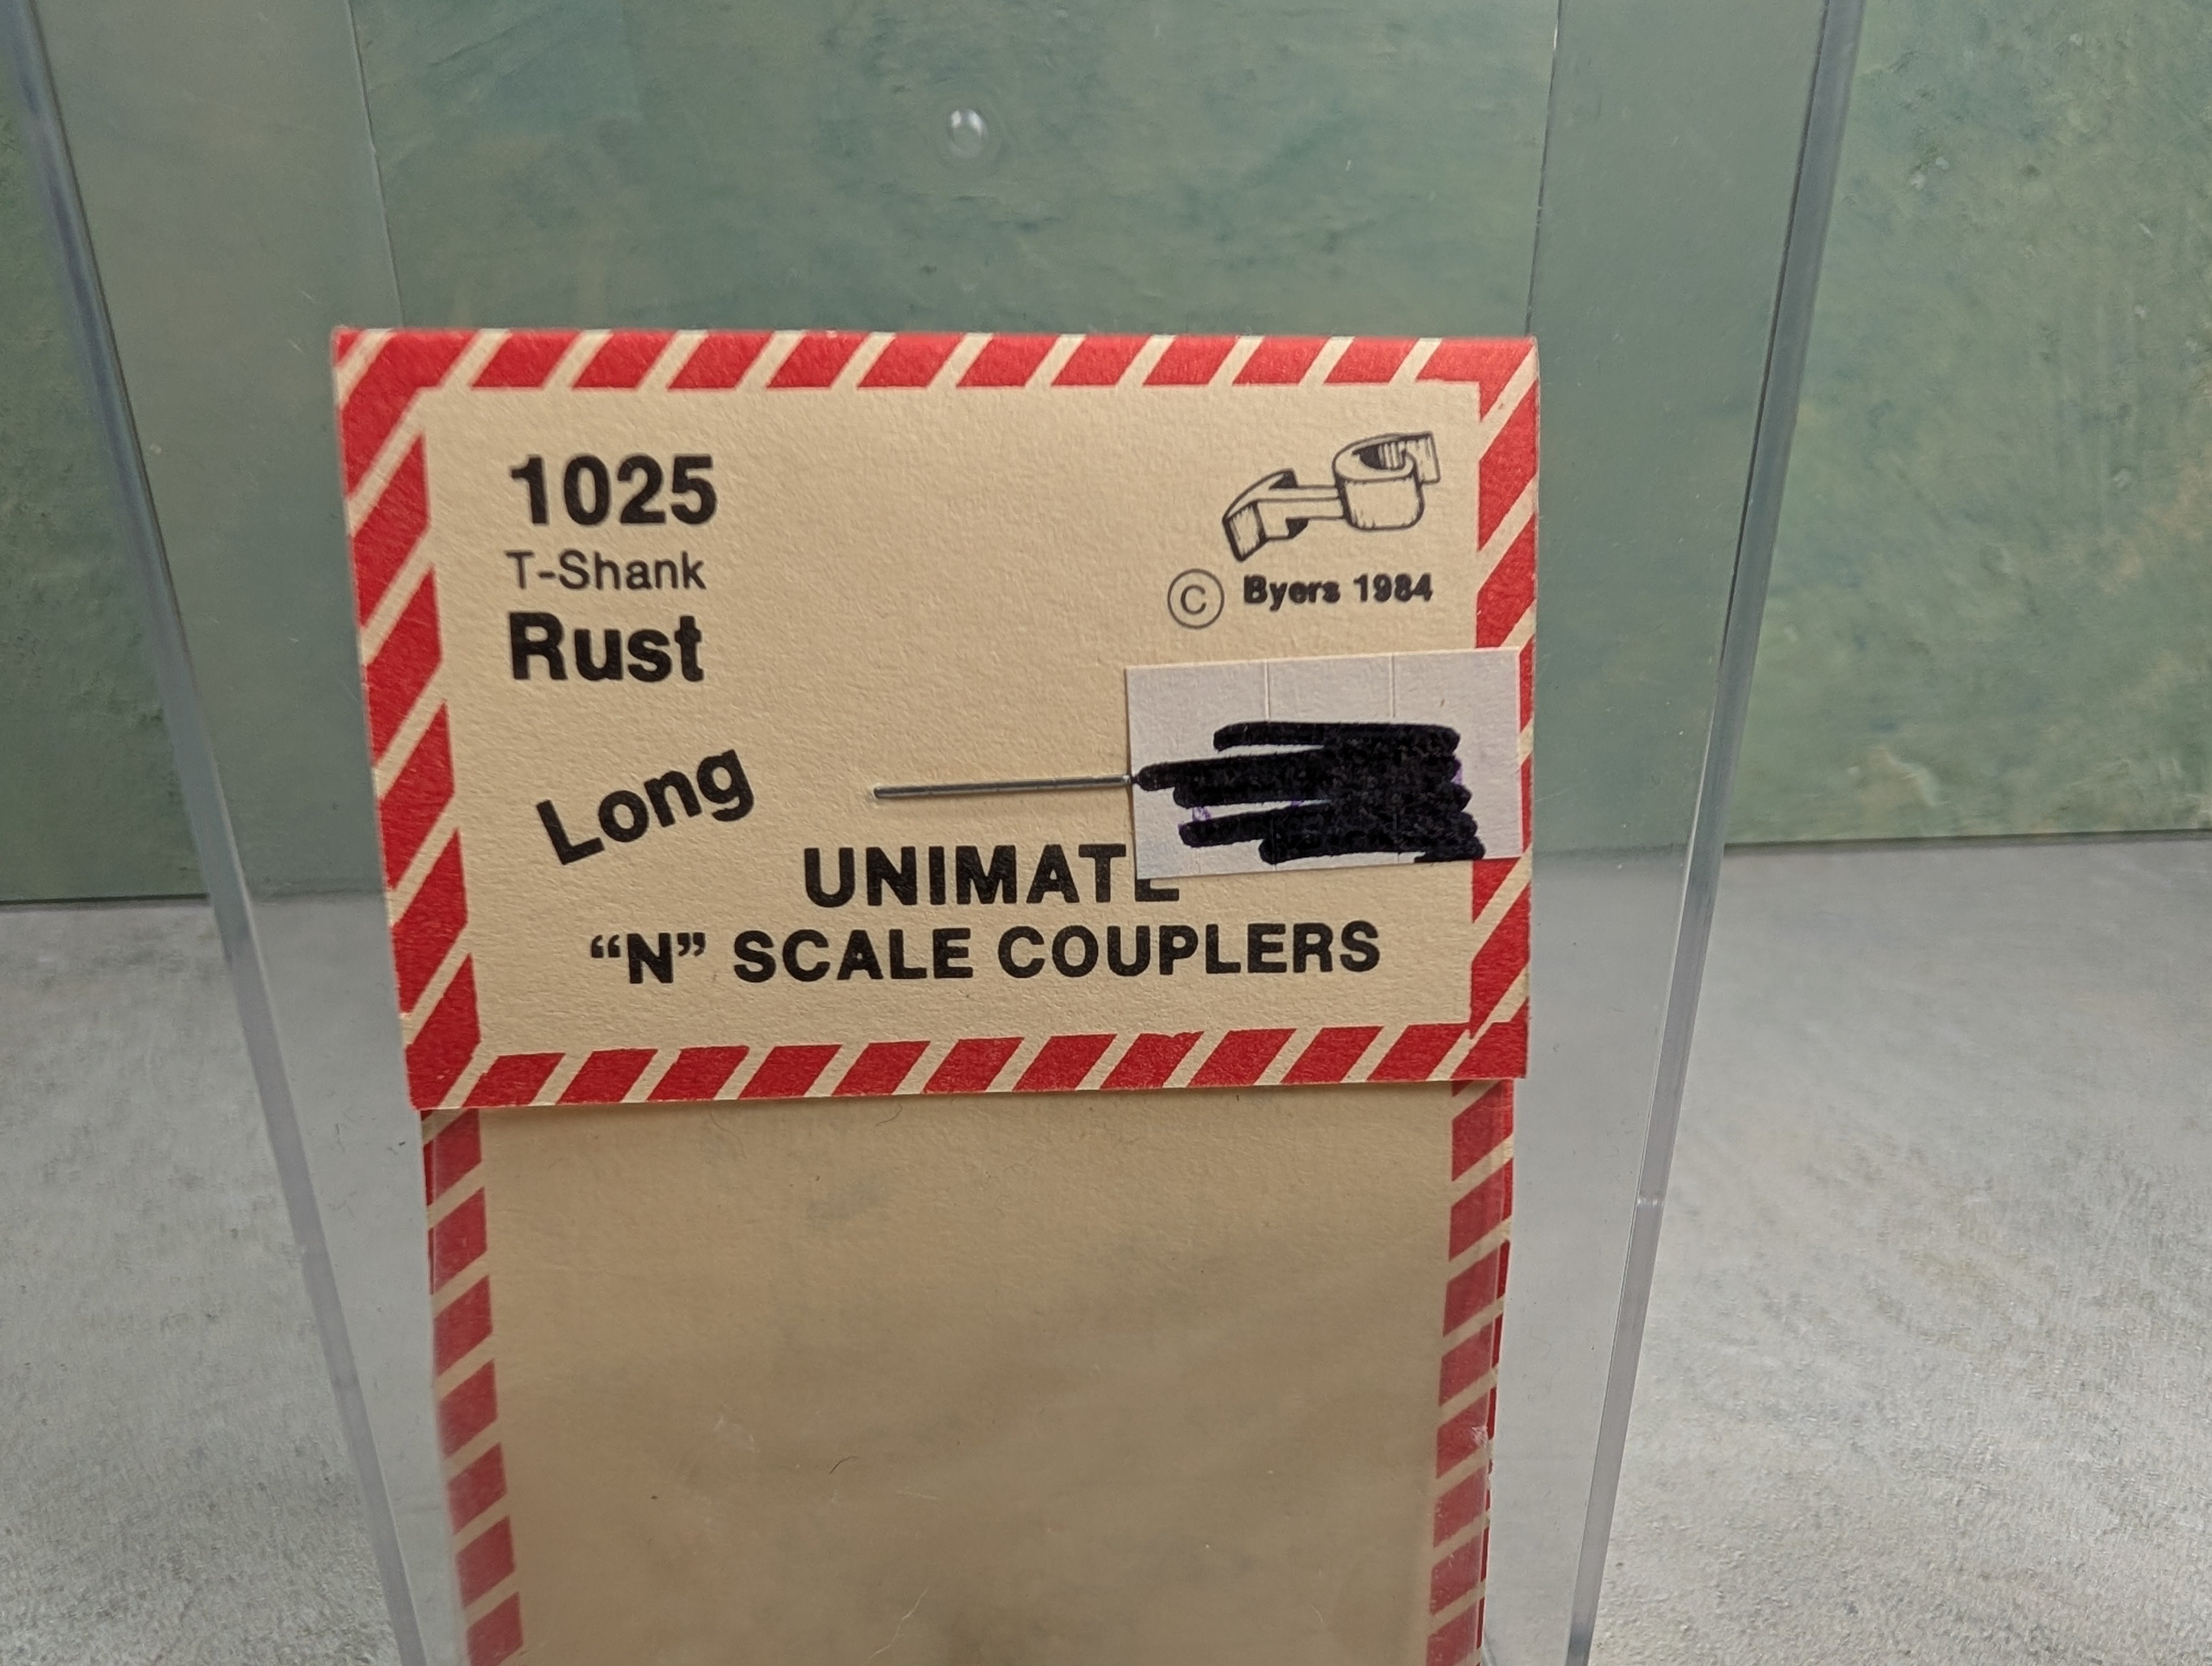 1025
T-Shank
Rust
© Byers 1984
Long
UNIMATE
“N” SCALE COUPLERS